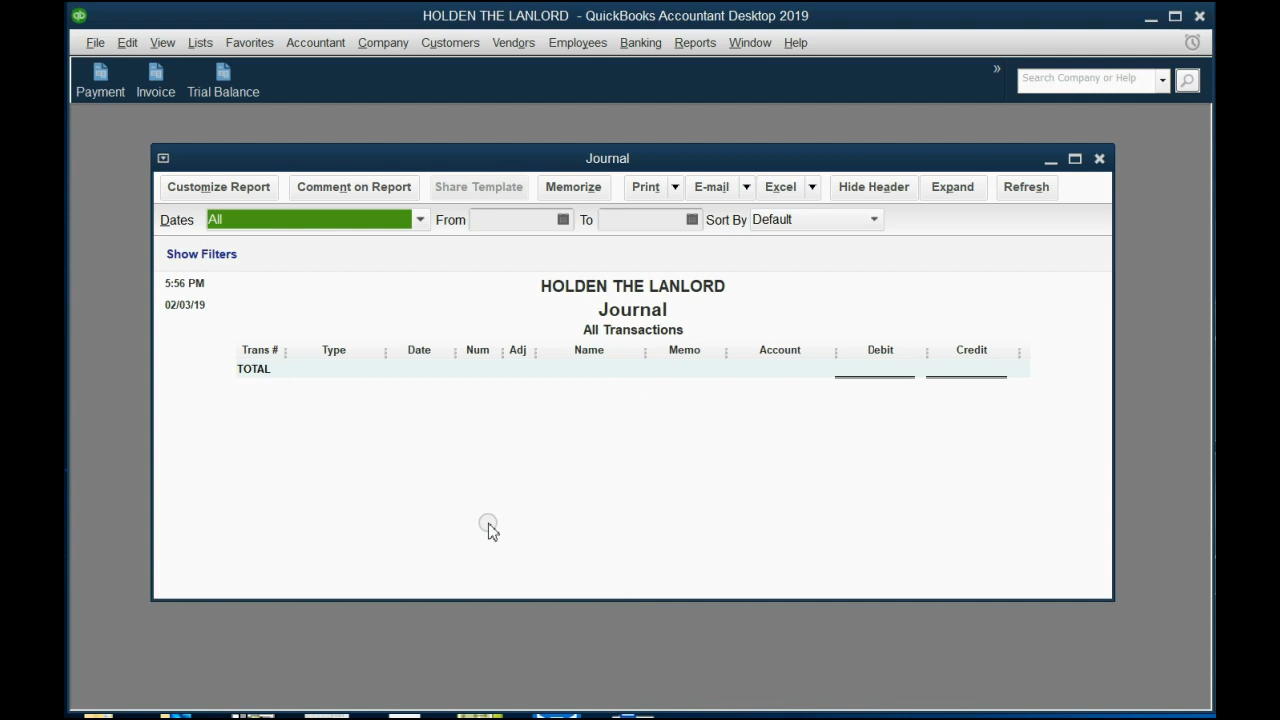 HOLDEN THE LANLORD - QuickBooks Accountant Desktop 2019
File Edit View Lists Favorites Accountant Company Customers Vendors Employees Banking Reports Window Help
Payment Invoice Trial Balance » Search Company or Help
Journal
Customize Report Comment on Report Share Template Memorize Print E-mail Excel Hide Header Expand Refresh
Dates All From To Sort By Default
Show Filters
5:56 PM HOLDEN THE LANLORD
02/03/19 Journal
All Transactions
Trans # Type Date Num Adj Name Memo Account Debit Credit
TOTAL